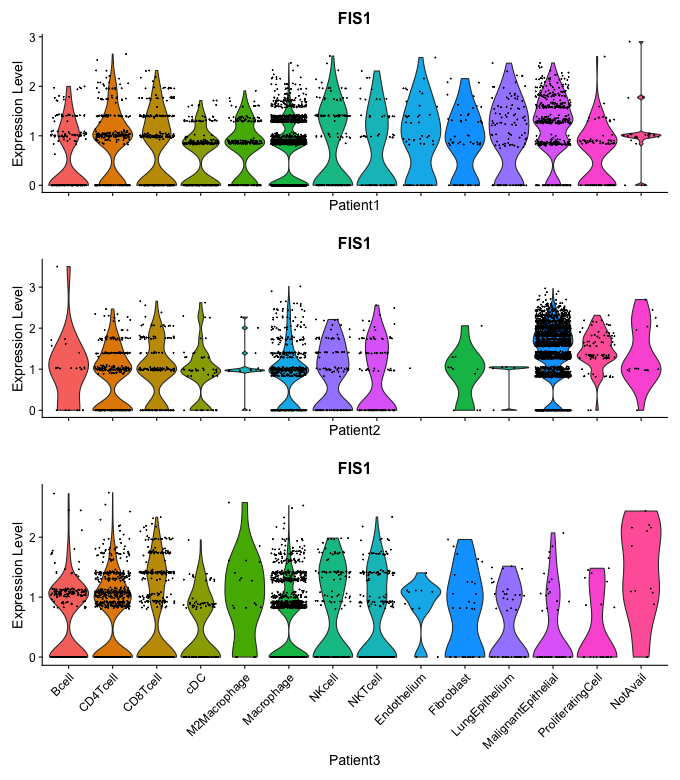 FIS1
Expression Level
3
2
1
0
Patient1
FIS1
Expression Level
3
2
1
0
Patient2
FIS1
Expression Level
2
1
0
Bcell
CD4Tcell
CD8Tcell
cDC
M2Macrophage
Macrophage
NKcell
NKTcell
Endothelium
Fibroblast
LungEpithelium
MalignantEpithelial
ProliferatingCell
NotAvail
Patient3